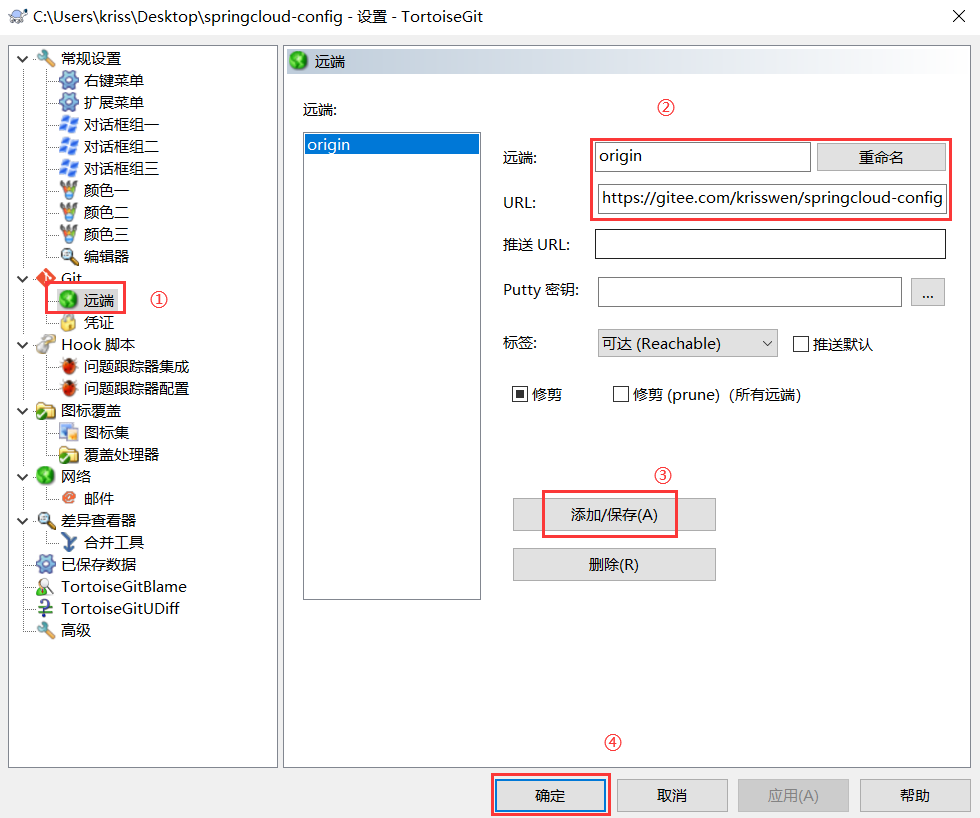 C:\Users\kriss\Desktop\springcloud-config - 设置 - TortoiseGit
常规设置
右键菜单
扩展菜单
对话框组一
对话框组二
对话框组三
颜色一
颜色二
颜色三
编辑器
Git
远端
①
凭证
Hook 脚本
问题跟踪器集成
问题跟踪器配置
图标覆盖
图标集
覆盖处理器
网络
邮件
差异查看器
合并工具
已保存数据
TortoiseGitBlame
TortoiseGitUDiff
高级
远端
远端:
origin
②
远端: origin 重命名
URL: https://gitee.com/krisswen/springcloud-config
推送 URL:
Putty 密钥: ...
标签: 可达 (Reachable) 推送默认
修剪 修剪 (prune) (所有远端)
③
添加/保存(A)
删除(R)
④
确定 取消 应用(A) 帮助